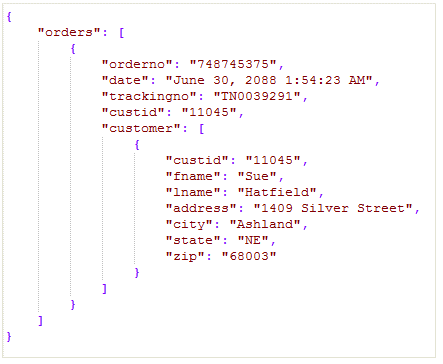 {
"orders": [
{
"orderno": "748745375",
"date": "June 30, 2088 1:54:23 AM",
"trackingno": "TN0039291",
"custid": "11045",
"customer": [
{
"custid": "11045",
"fname": "Sue",
"lname": "Hatfield",
"address": "1409 Silver Street",
"city": "Ashland",
"state": "NE",
"zip": "68003"
}
]
}
]
}